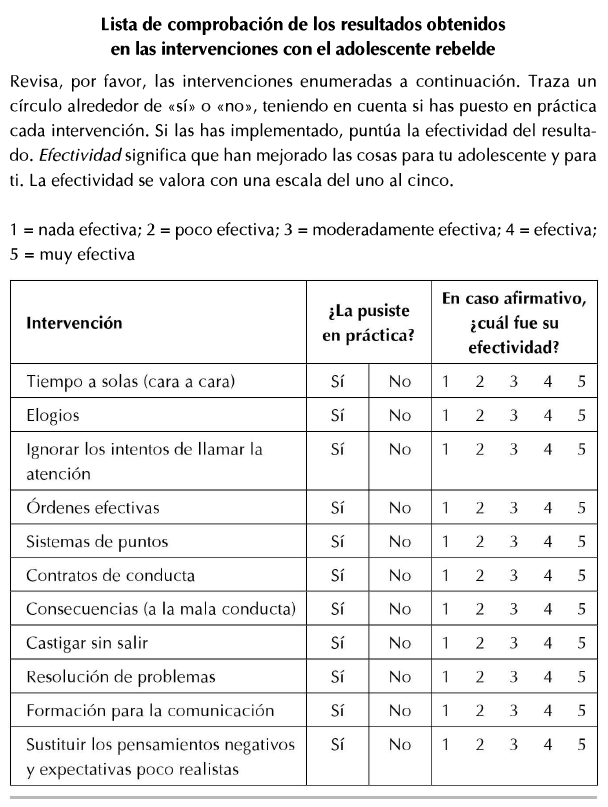 Lista de comprobación de los resultados obtenidos
en las intervenciones con el adolescente rebelde
Revisa, por favor, las intervenciones enumeradas a continuación. Traza un
círculo alrededor de «sí» o «no», teniendo en cuenta si has puesto en práctica
cada intervención. Si las has implementado, puntúa la efectividad del resulta-
do. Efectividad significa que han mejorado las cosas para tu adolescente y para
ti. La efectividad se valora con una escala del uno al cinco.
1 = nada efectiva; 2 = poco efectiva; 3 = moderadamente efectiva; 4 = efectiva;
5 = muy efectiva
Intervención ¿La pusiste en práctica? En caso afirmativo, ¿cuál fue su efectividad?
Tiempo a solas (cara a cara) Sí No 1 2 3 4 5
Elogios Sí No 1 2 3 4 5
Ignorar los intentos de llamar la Sí No 1 2 3 4 5
atención
Órdenes efectivas Sí No 1 2 3 4 5
Sistemas de puntos Sí No 1 2 3 4 5
Contratos de conducta Sí No 1 2 3 4 5
Consecuencias (a la mala conducta) Sí No 1 2 3 4 5
Castigar sin salir Sí No 1 2 3 4 5
Resolución de problemas Sí No 1 2 3 4 5
Formación para la comunicación Sí No 1 2 3 4 5
Sustituir los pensamientos negativos Sí No 1 2 3 4 5
y expectativas poco realistas